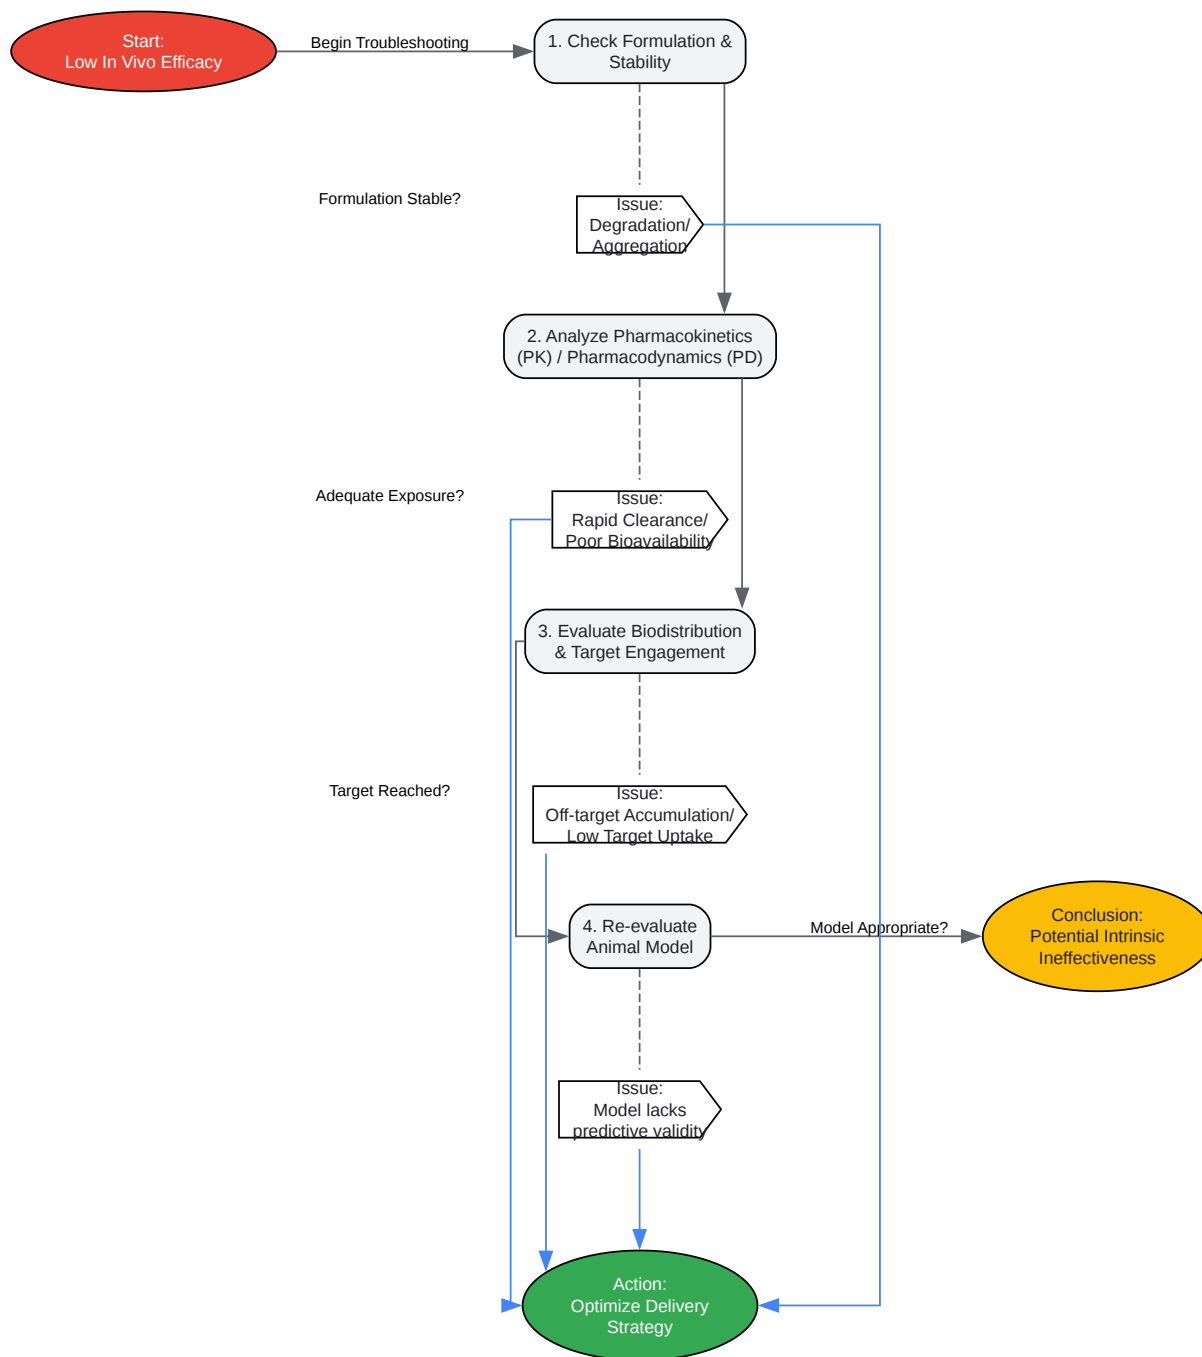 Start:
Low In Vivo Efficacy
Begin Troubleshooting
1. Check Formulation &
Stability
Formulation Stable?
Issue:
Degradation/
Aggregation
2. Analyze Pharmacokinetics
(PK) / Pharmacodynamics (PD)
Adequate Exposure?
Issue:
Rapid Clearance/
Poor Bioavailability
3. Evaluate Biodistribution
& Target Engagement
Target Reached?
Issue:
Off-target Accumulation/
Low Target Uptake
4. Re-evaluate
Animal Model
Model Appropriate?
Conclusion:
Potential Intrinsic
Ineffectiveness
Issue:
Model lacks
predictive validity
Action:
Optimize Delivery
Strategy